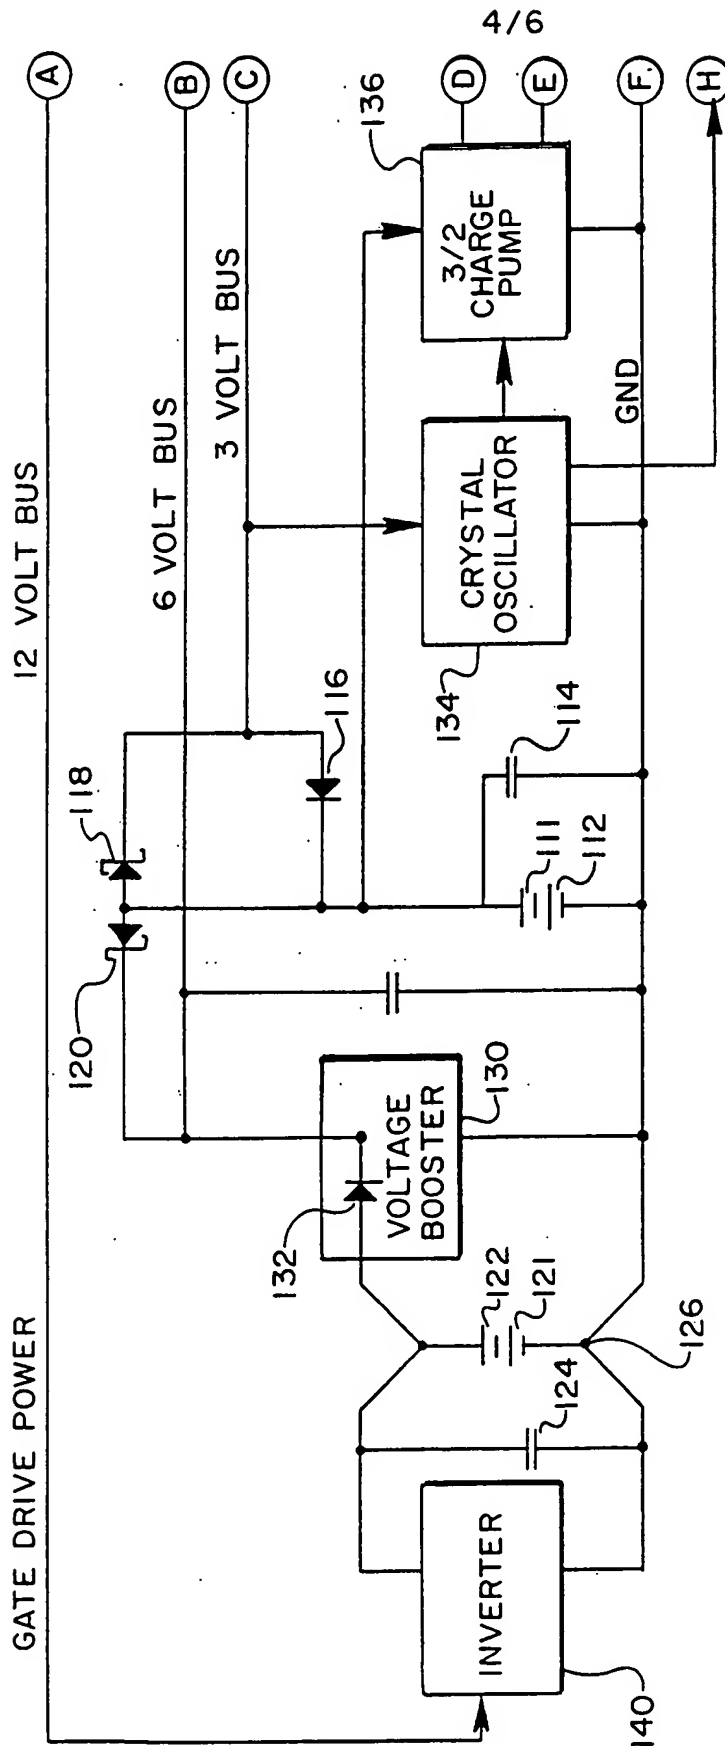 4/6
GATE DRIVE POWER
12 VOLT BUS
A
6 VOLT BUS
B
3 VOLT BUS
C
118
120
116
136
D
E
F
H
3/2
CHARGE
PUMP
CRYSTAL
OSCILLATOR
134
GND
114
111
112
130
VOLTAGE
BOOSTER
132
122
121
126
124
INVERTER
140